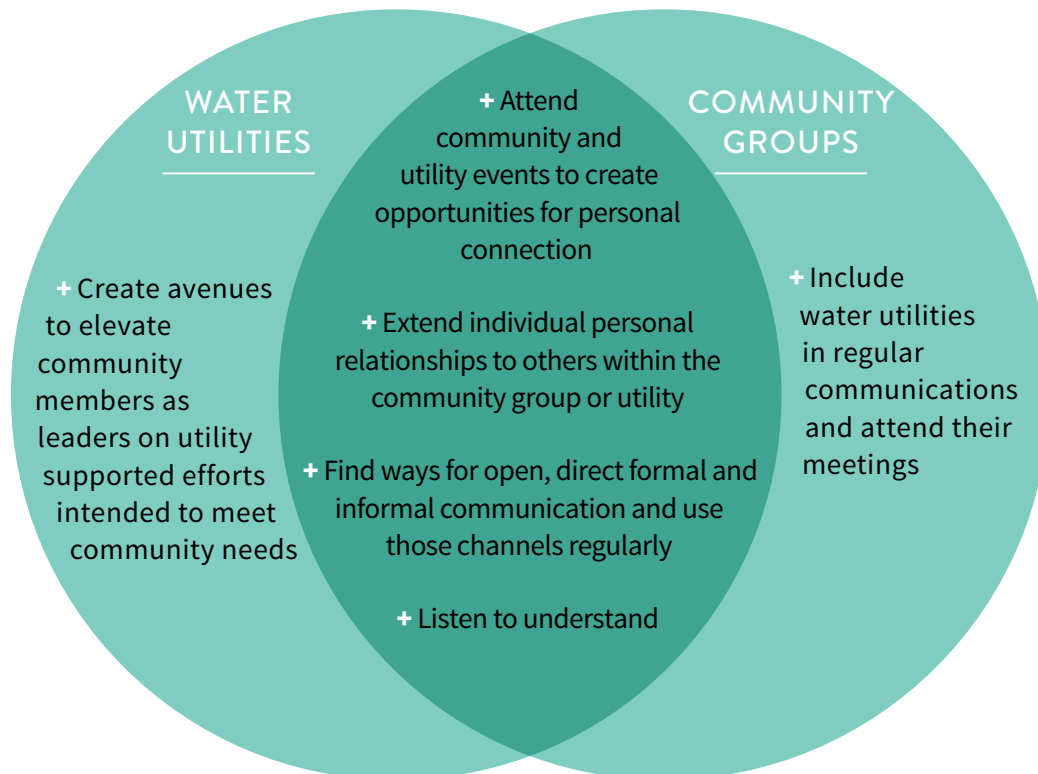 WATER
UTILITIES
+ Create avenues
to elevate
community
members as
leaders on utility
supported efforts
intended to meet
community needs
+ Attend
community and
utility events to create
opportunities for personal
connection
+ Extend individual personal
relationships to others within the
community group or utility
+ Find ways for open, direct formal and
informal communication and use
those channels regularly
+ Listen to understand
COMMUNITY
GROUPS
+ Include
water utilities
in regular
communications
and attend their
meetings